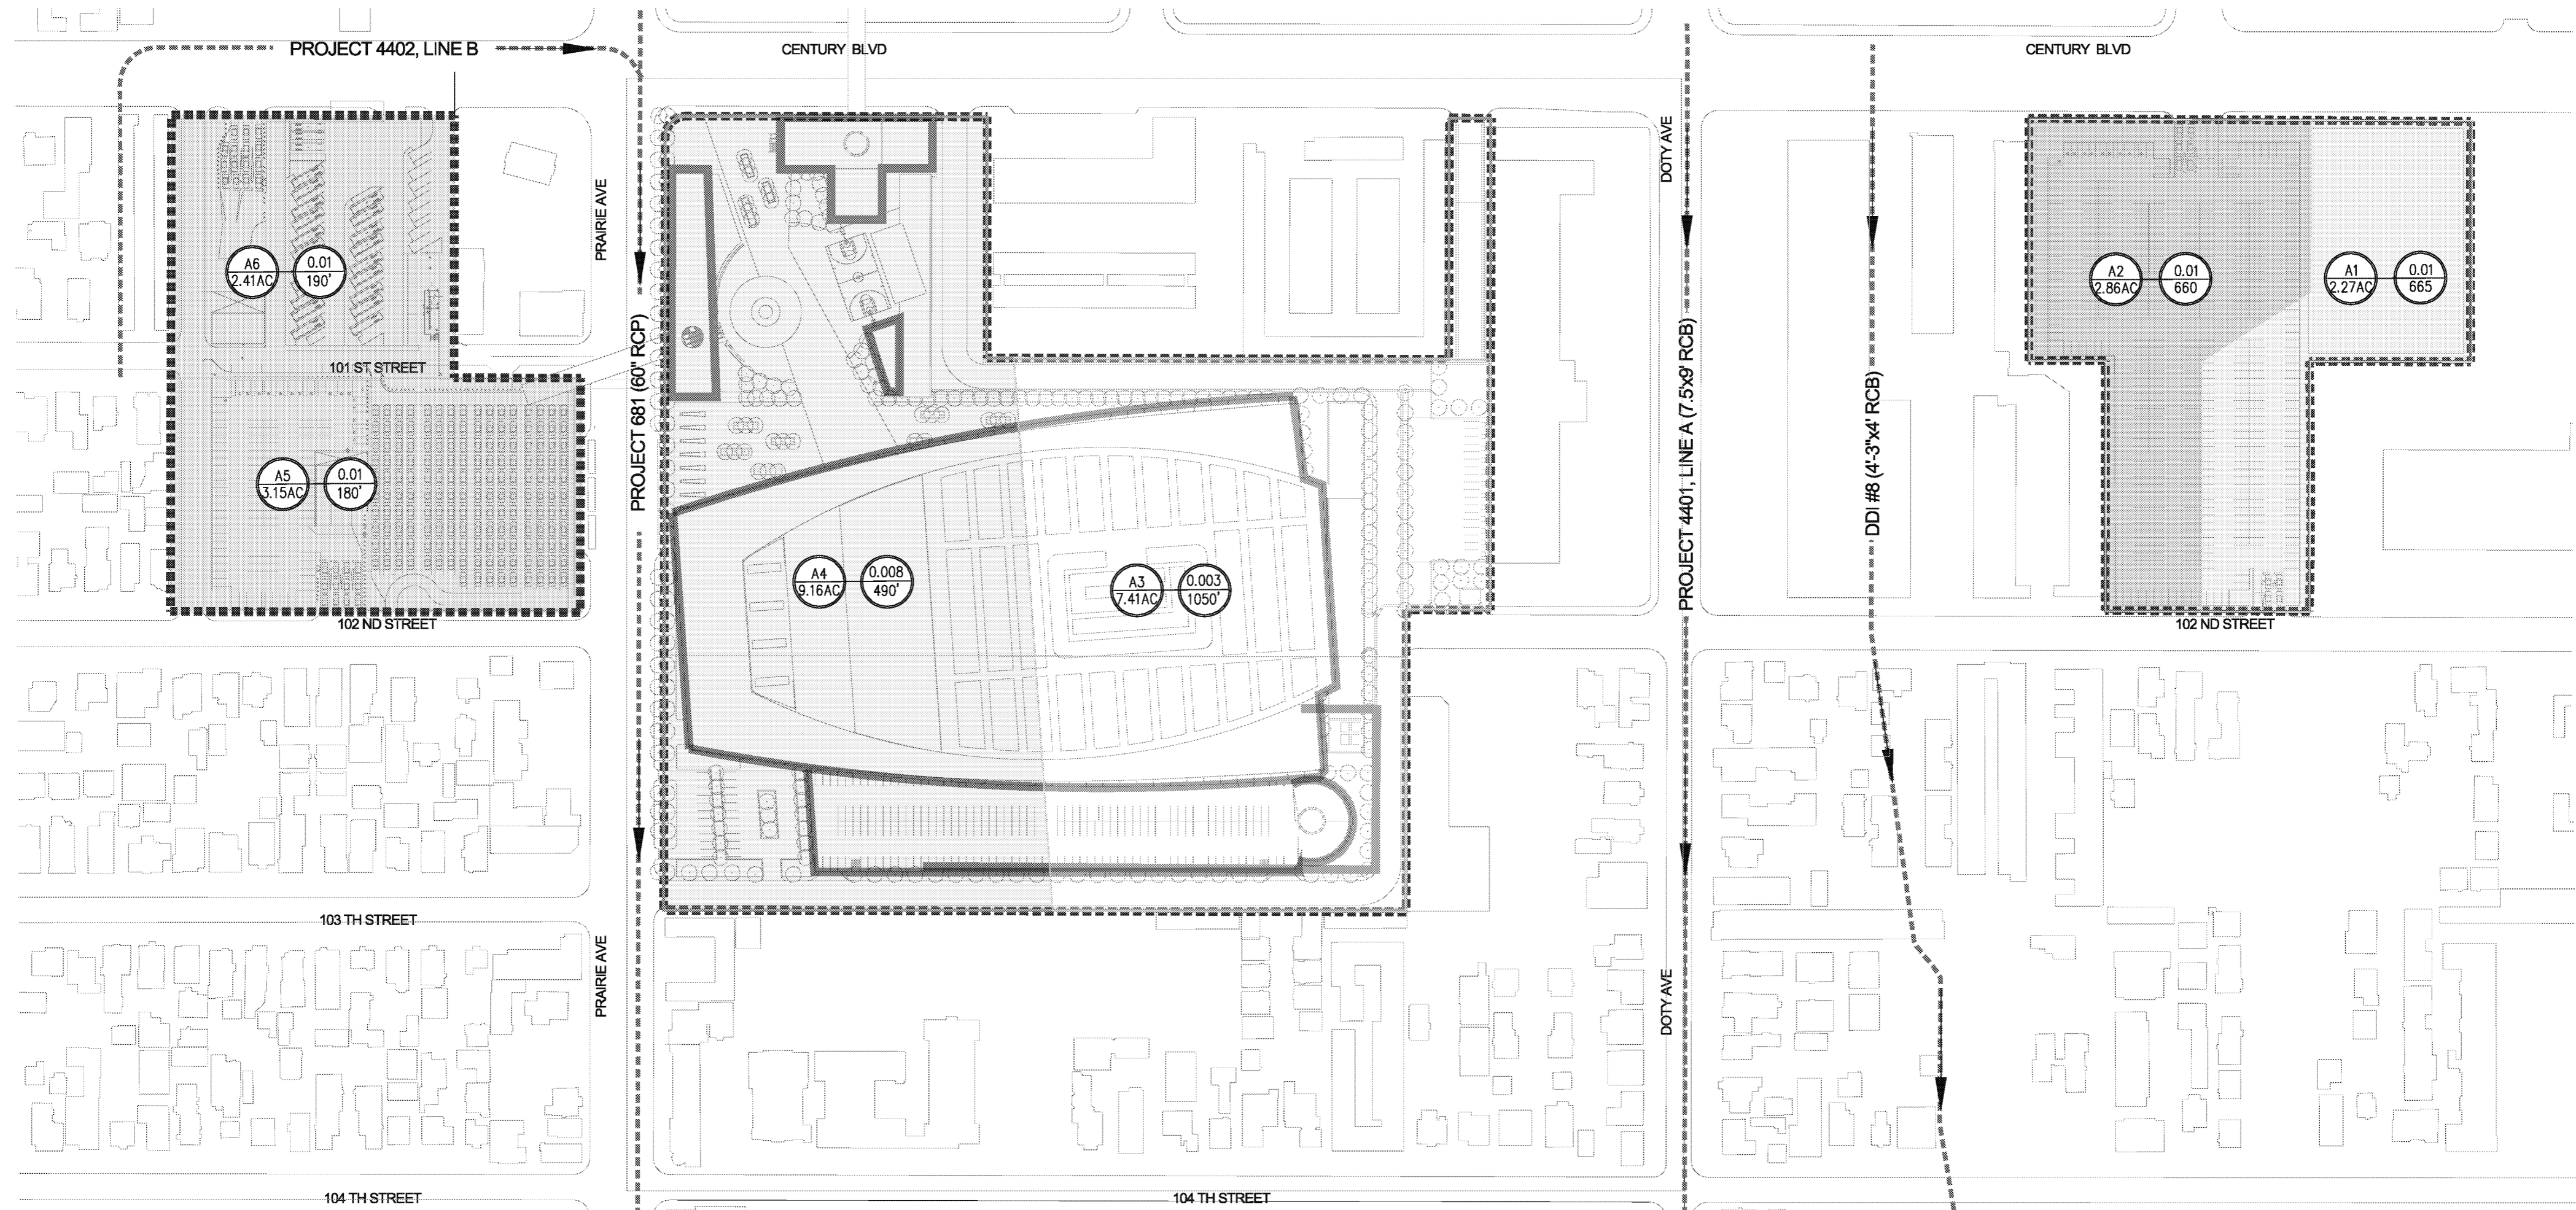 PROJECT 4402, LINE B
CENTURY BLVD
CENTURY BLVD
DOTY AVE
PRAIRIE AVE
A6
2.41AC
0.01
190'
A2
2.86AC
0.01
660
A1
2.27AC
0.01
665
101 ST STREET
PROJECT 681 (60" RCP)
PROJECT 4401, LINE A (7.5'x9' RCB)
DDI #8 (4'-3"x4' RCB)
A5
3.15AC
0.01
180'
A4
9.16AC
0.008
490'
A3
7.41AC
0.003
1050'
102 ND STREET
102 ND STREET
103 TH STREET
PRAIRIE AVE
DOTY AVE
104 TH STREET
104 TH STREET